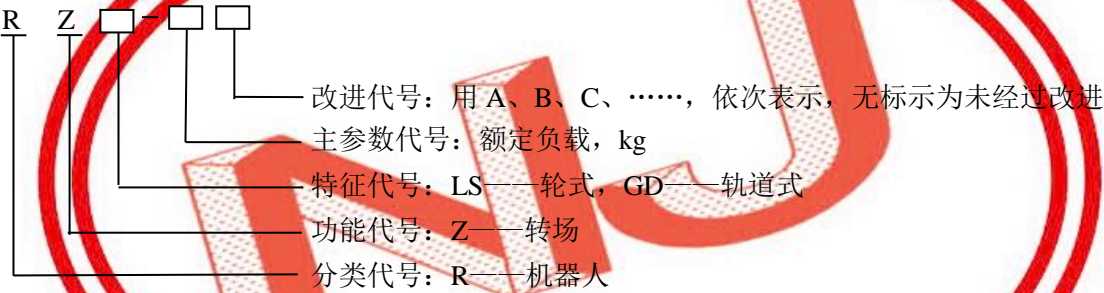 R Z □-□ □
改进代号：用 A、B、C、……，依次表示，无标示为未经过改进
主参数代号：额定负载，kg
特征代号：LS——轮式，GD——轨道式
功能代号：Z——转场
分类代号：R——机器人
NJ